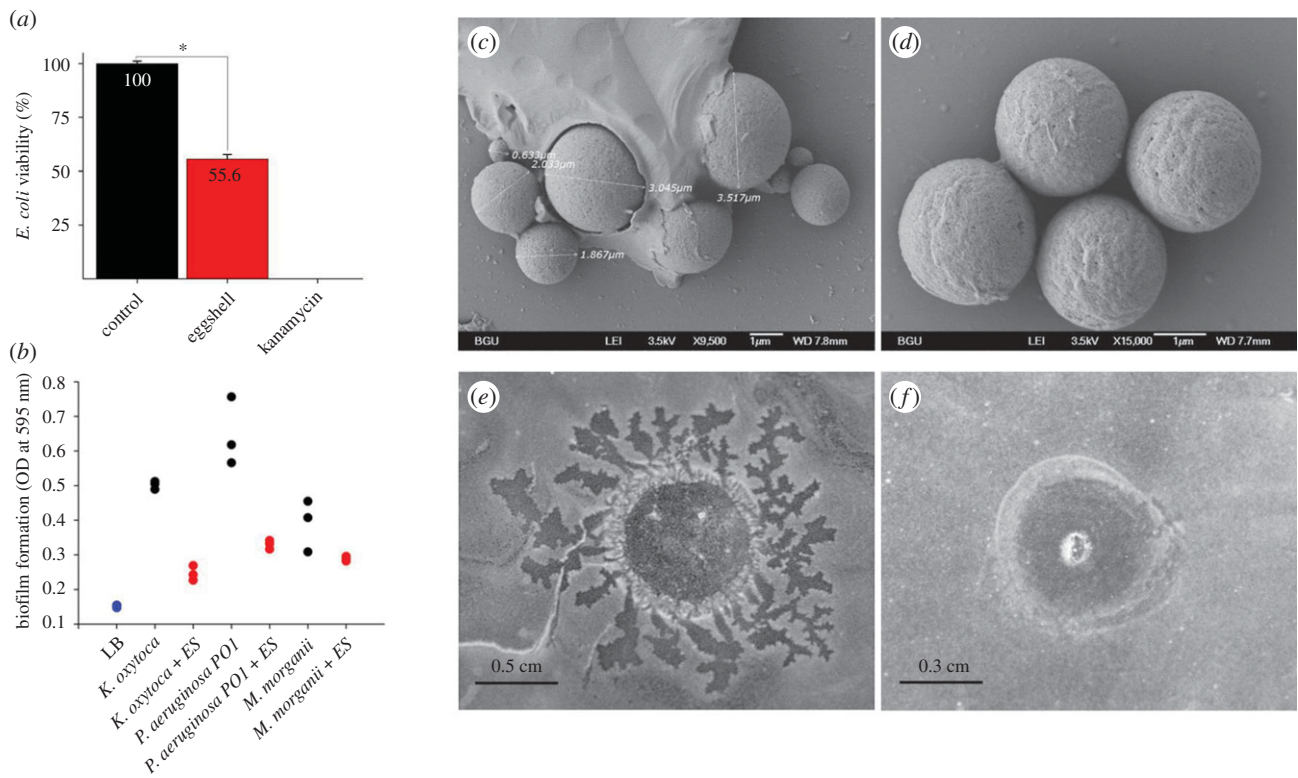 (a)
*
100
75
50
25
100
55.6
E. coli viability (%)
control
eggshell
kanamycin
(b)
0.8
0.7
0.6
0.5
0.4
0.3
0.2
0.1
biofilm formation (OD at 595 nm)
LB
K. oxytoca
K. oxytoca + ES
P. aeruginosa PO1
P. aeruginosa PO1 + ES
M. morganii
M. morganii + ES
(c)
0.633µm
2.033µm
3.045µm
3.517µm
1.867µm
BGU LEI 3.5kV X9,500 1µm WD 7.8mm
(d)
BGU LEI 3.5kV X15,000 1µm WD 7.7mm
(e)
0.5 cm
(f)
0.3 cm